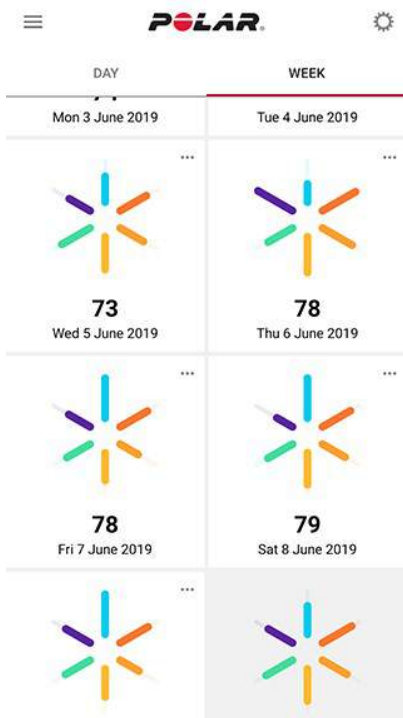 POLAR
DAY WEEK
Mon 3 June 2019 Tue 4 June 2019
73 78
Wed 5 June 2019 Thu 6 June 2019
78 79
Fri 7 June 2019 Sat 8 June 2019